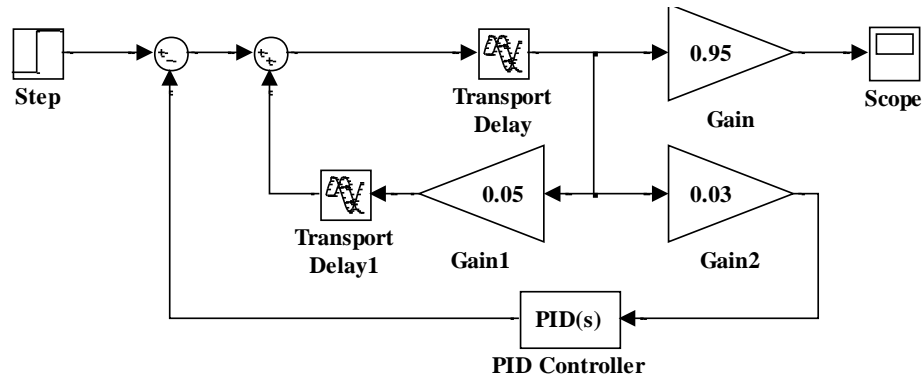 0.95
Step
Transport
Delay
Gain
Scope
0.05
0.03
Transport
Delay1
Gain1
Gain2
PID(s)
PID Controller